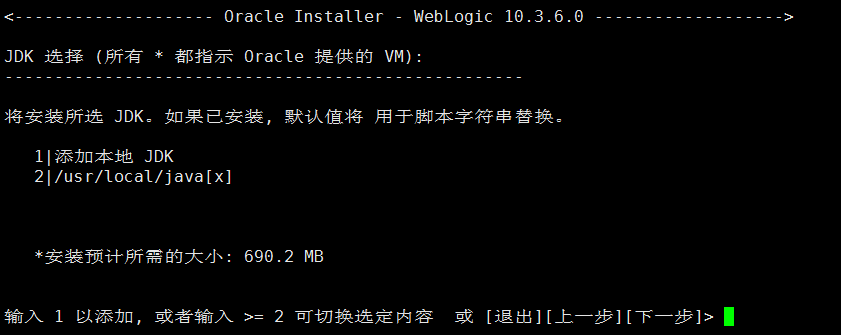 <-------------------- Oracle Installer - WebLogic 10.3.6.0 ------------------->
JDK 选择 (所有 * 都指示 Oracle 提供的 VM):
----------------------------------------------------
将安装所选 JDK。如果已安装, 默认值将 用于脚本字符串替换。
1|添加本地 JDK
2|/usr/local/java[x]
*安装预计所需的大小: 690.2 MB
输入 1 以添加, 或者输入 >= 2 可切换选定内容  或 [退出][上一步][下一步]>